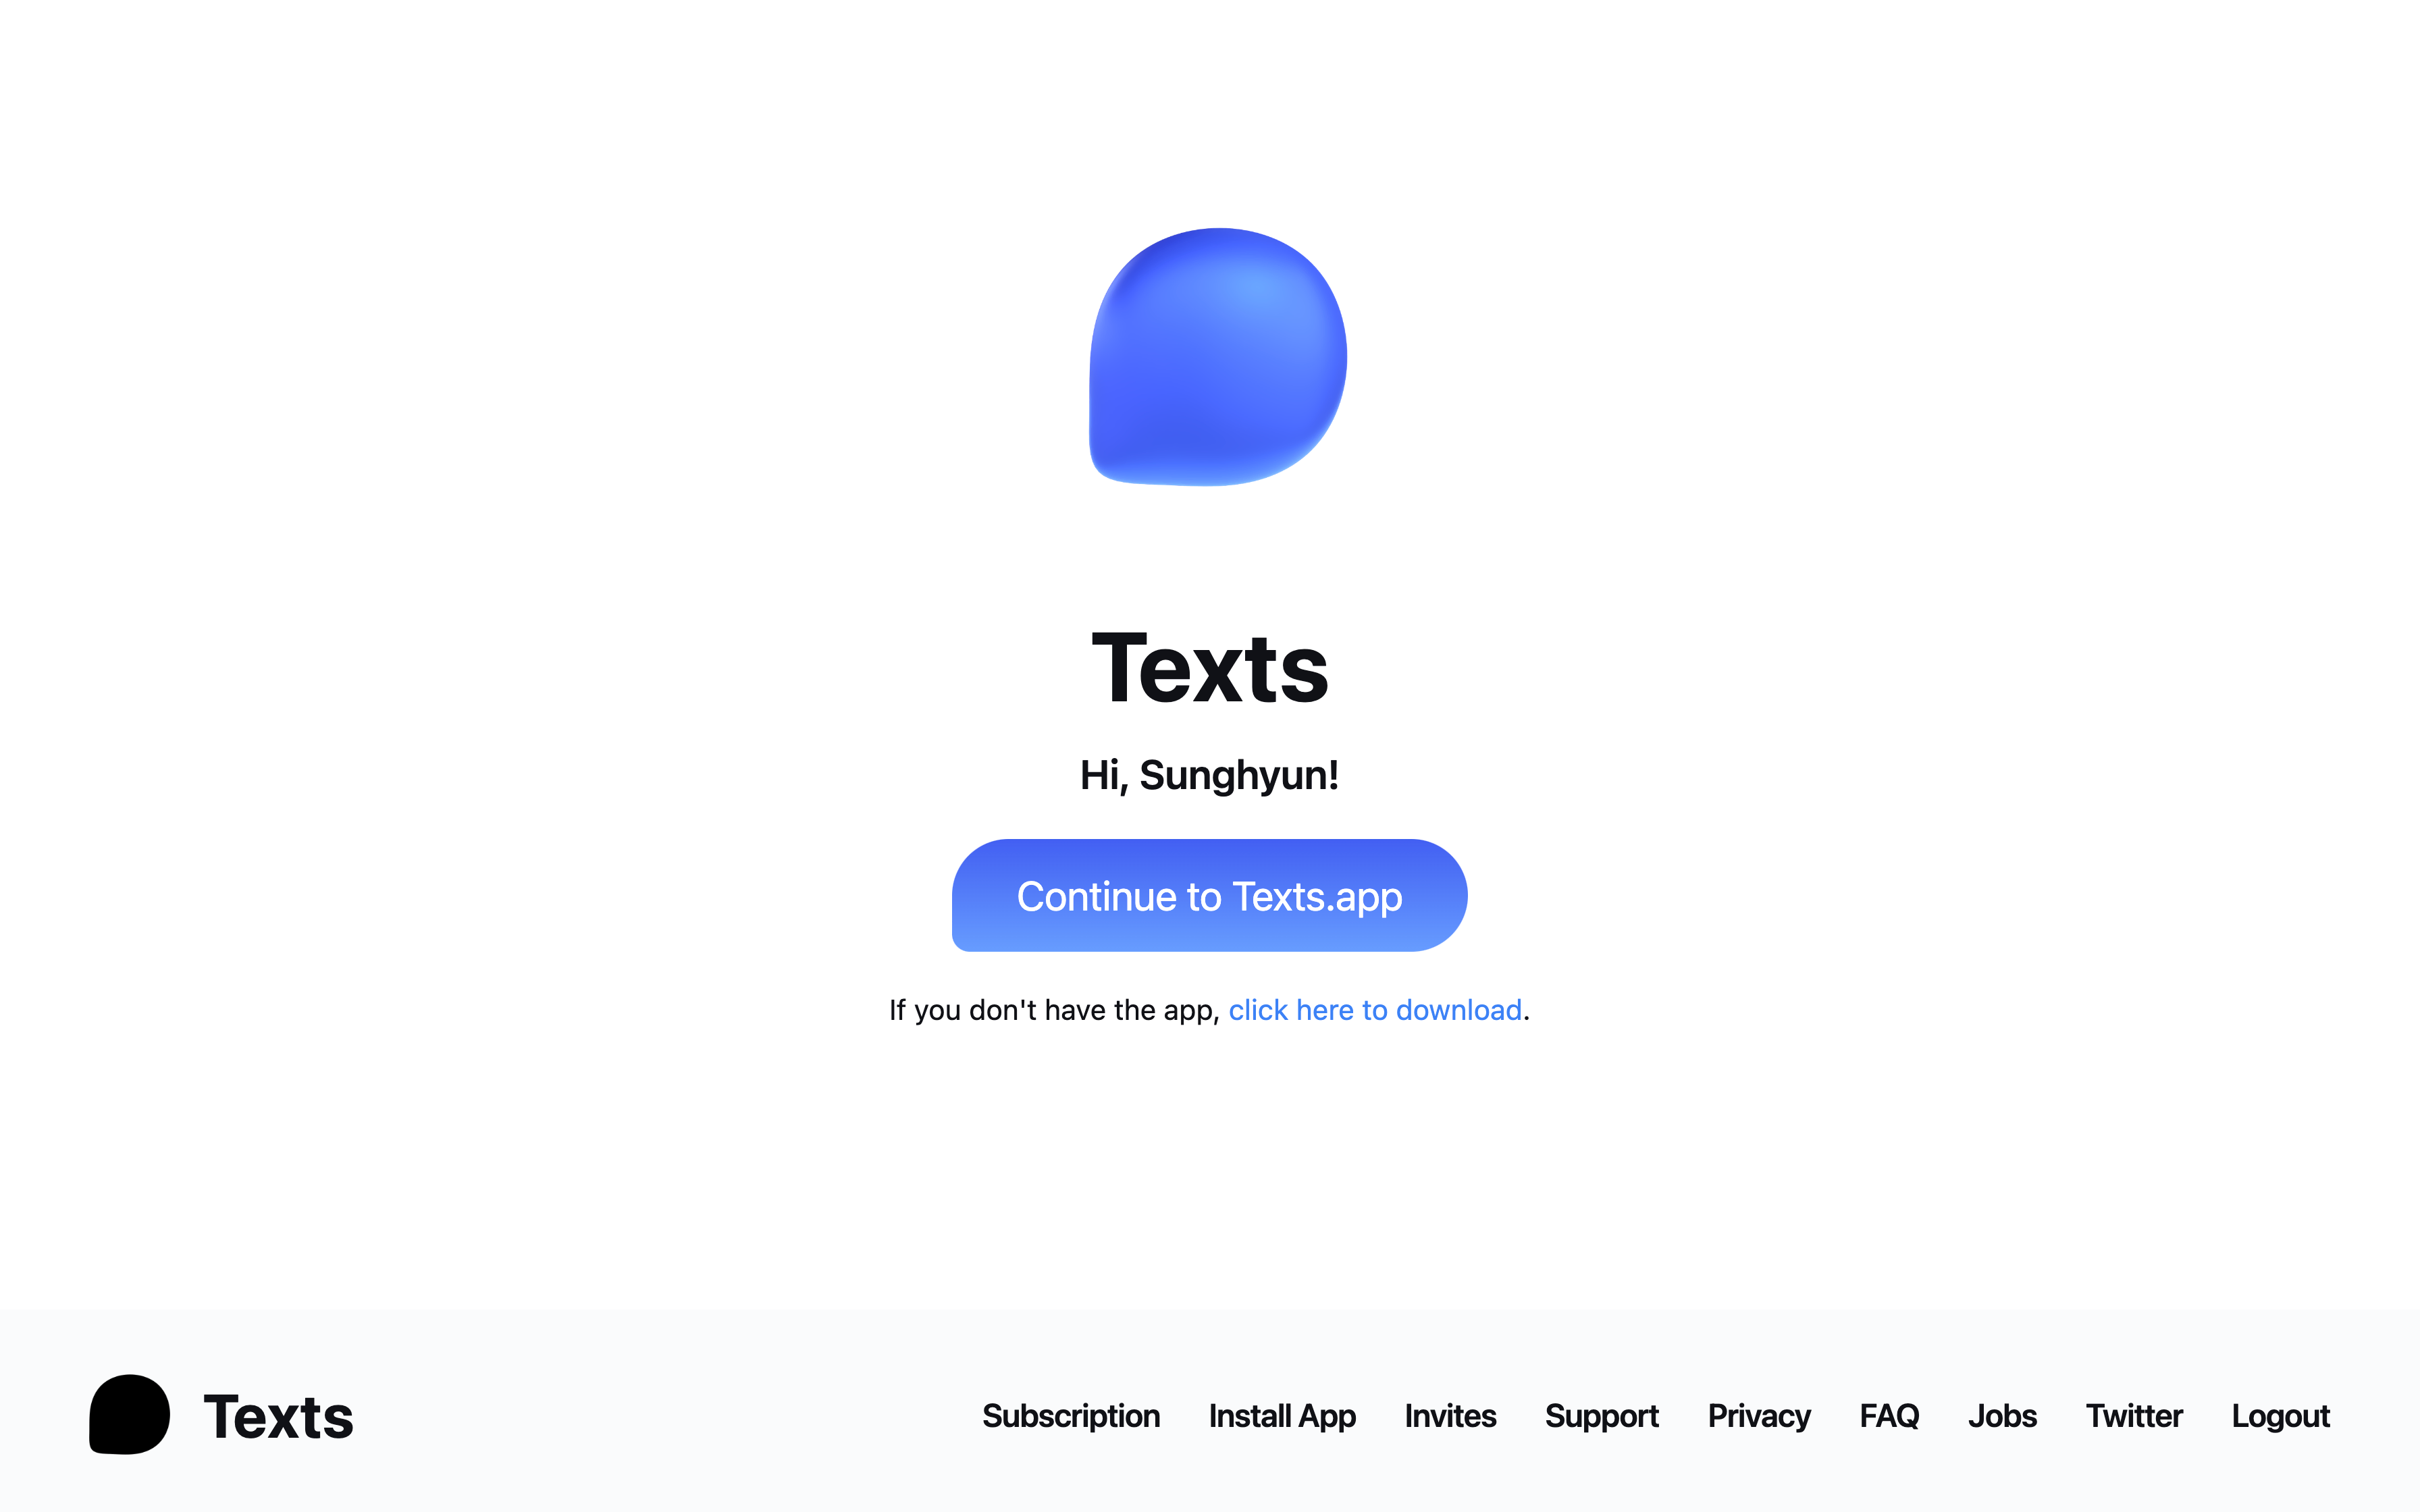 Texts
Hi, Sunghyun!
Continue to Texts.app
If you don't have the app, click here to download.
Texts
Subscription Install App Invites Support Privacy FAQ Jobs Twitter Logout